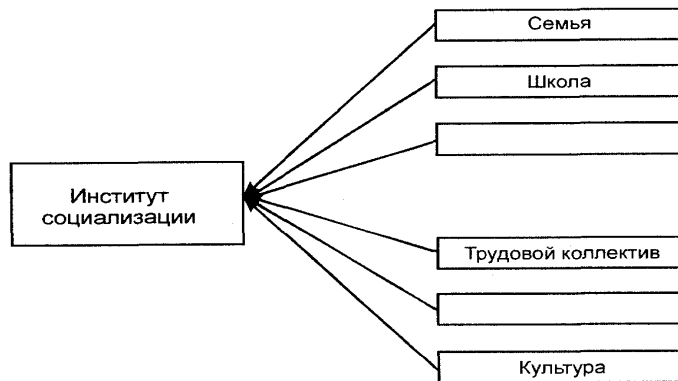 Семья
Школа
Институт
социализации
Трудовой коллектив
Культура